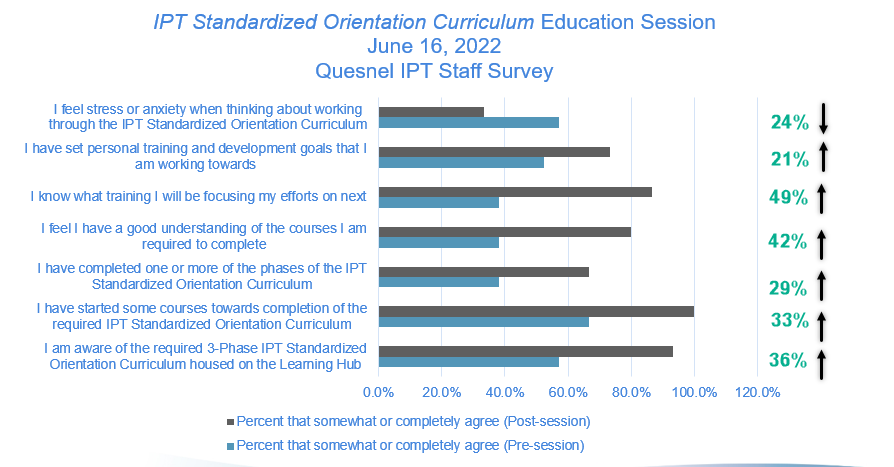 IPT Standardized Orientation Curriculum Education Session
June 16, 2022
Quesnel IPT Staff Survey
I feel stress or anxiety when thinking about working
through the IPT Standardized Orientation Curriculum
24%
I have set personal training and development goals that I
am working towards
21%
I know what training I will be focusing my efforts on next
49%
I feel I have a good understanding of the courses I am
required to complete
42%
I have completed one or more of the phases of the IPT
Standardized Orientation Curriculum
29%
I have started some courses towards completion of the
required IPT Standardized Orientation Curriculum
33%
I am aware of the required 3-Phase IPT Standardized
Orientation Curriculum housed on the Learning Hub
36%
0.0% 20.0% 40.0% 60.0% 80.0% 100.0% 120.0%
Percent that somewhat or completely agree (Post-session)
Percent that somewhat or completely agree (Pre-session)